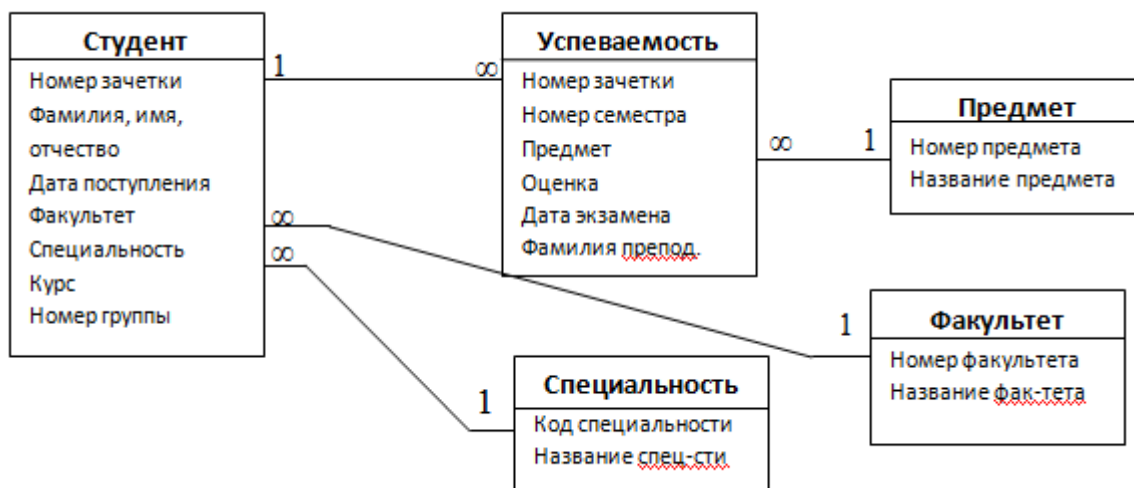 Студент
Номер зачетки
Фамилия, имя,
отчество
Дата поступления
Факультет
Специальность
Курс
Номер группы
1
∞
Успеваемость
Номер зачетки
Номер семестра
Предмет
Оценка
Дата экзамена
Фамилия препод.
∞
1
Предмет
Номер предмета
Название предмета
∞
∞
1
Факультет
Номер факультета
Название фак-тета
1
Специальность
Код специальности
Название спец-сти